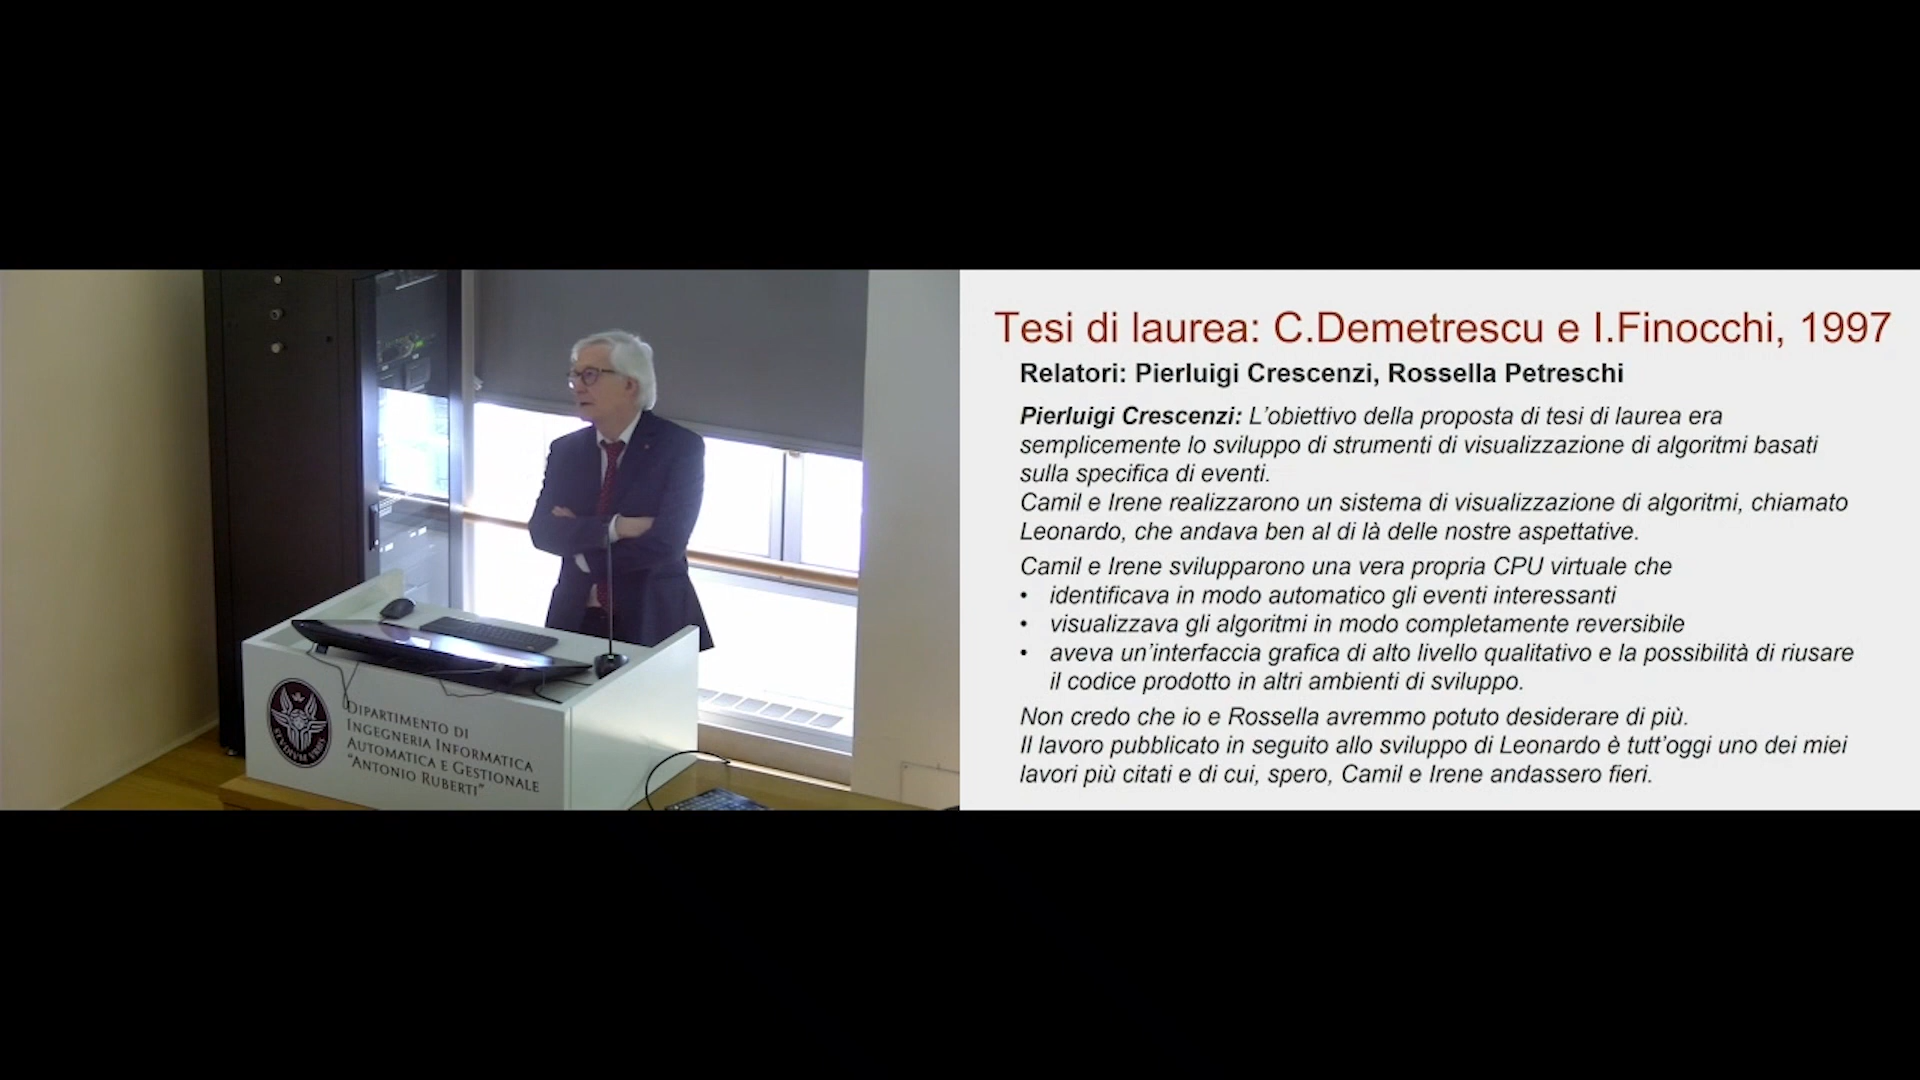 Tesi di laurea: C.Demetrescu e I.Finocchi, 1997
Relatori: Pierluigi Crescenzi, Rossella Petreschi
Pierluigi Crescenzi: L’obiettivo della proposta di tesi di laurea era
semplicemente lo sviluppo di strumenti di visualizzazione di algoritmi basati
sulla specifica di eventi.
Camil e Irene realizzarono un sistema di visualizzazione di algoritmi, chiamato
Leonardo, che andava ben al di là delle nostre aspettative.
Camil e Irene svilupparono una vera propria CPU virtuale che
• identificava in modo automatico gli eventi interessanti
• visualizzava gli algoritmi in modo completamente reversibile
• aveva un’interfaccia grafica di alto livello qualitativo e la possibilità di riusare
il codice prodotto in altri ambienti di sviluppo.
Non credo che io e Rossella avremmo potuto desiderare di più.
Il lavoro pubblicato in seguito allo sviluppo di Leonardo è tutt’oggi uno dei miei
lavori più citati e di cui, spero, Camil e Irene andassero fieri.
DIPARTIMENTO DI
INGEGNERIA INFORMATICA
AUTOMATICA E GESTIONALE
“ANTONIO RUBERTI”
STVDIVM VRBIS